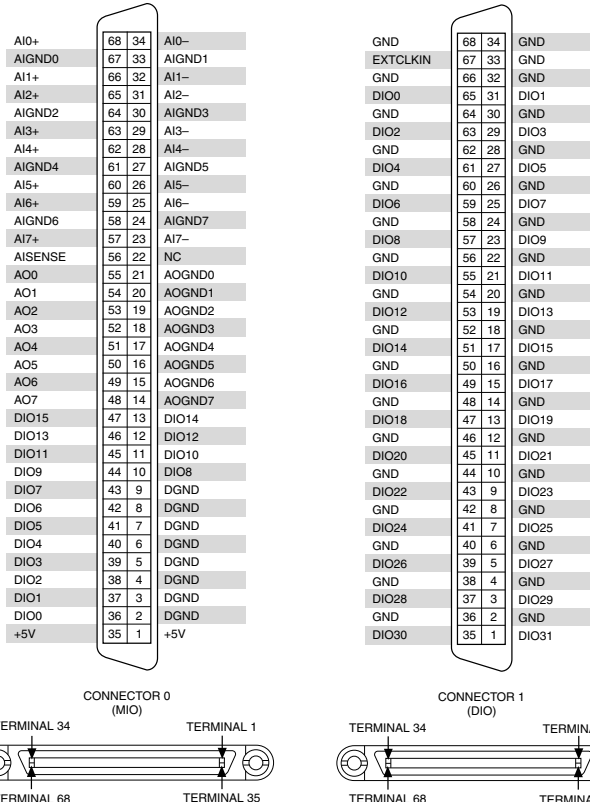 AI0+ 68 34 AI0–
AIGND0 67 33 AIGND1
AI1+ 66 32 AI1–
AI2+ 65 31 AI2–
AIGND2 64 30 AIGND3
AI3+ 63 29 AI3–
AI4+ 62 28 AI4–
AIGND4 61 27 AIGND5
AI5+ 60 26 AI5–
AI6+ 59 25 AI6–
AIGND6 58 24 AIGND7
AI7+ 57 23 AI7–
AISENSE 56 22 NC
AO0 55 21 AOGND0
AO1 54 20 AOGND1
AO2 53 19 AOGND2
AO3 52 18 AOGND3
AO4 51 17 AOGND4
AO5 50 16 AOGND5
AO6 49 15 AOGND6
AO7 48 14 AOGND7
DIO15 47 13 DIO14
DIO13 46 12 DIO12
DIO11 45 11 DIO10
DIO9 44 10 DIO8
DIO7 43 9 DGND
DIO6 42 8 DGND
DIO5 41 7 DGND
DIO4 40 6 DGND
DIO3 39 5 DGND
DIO2 38 4 DGND
DIO1 37 3 DGND
DIO0 36 2 DGND
+5V 35 1 +5V
CONNECTOR 0
(MIO)
TERMINAL 34 TERMINAL 1
TERMINAL 68 TERMINAL 35
GND 68 34 GND
EXTCLKIN 67 33 GND
GND 66 32 GND
DIO0 65 31 DIO1
GND 64 30 GND
DIO2 63 29 DIO3
GND 62 28 GND
DIO4 61 27 DIO5
GND 60 26 GND
DIO6 59 25 DIO7
GND 58 24 GND
DIO8 57 23 DIO9
GND 56 22 GND
DIO10 55 21 DIO11
GND 54 20 GND
DIO12 53 19 DIO13
GND 52 18 GND
DIO14 51 17 DIO15
GND 50 16 GND
DIO16 49 15 DIO17
GND 48 14 GND
DIO18 47 13 DIO19
GND 46 12 GND
DIO20 45 11 DIO21
GND 44 10 GND
DIO22 43 9 DIO23
GND 42 8 GND
DIO24 41 7 DIO25
GND 40 6 GND
DIO26 39 5 DIO27
GND 38 4 GND
DIO28 37 3 DIO29
GND 36 2 GND
DIO30 35 1 DIO31
CONNECTOR 1
(DIO)
TERMINAL 34
TERMINAL 68